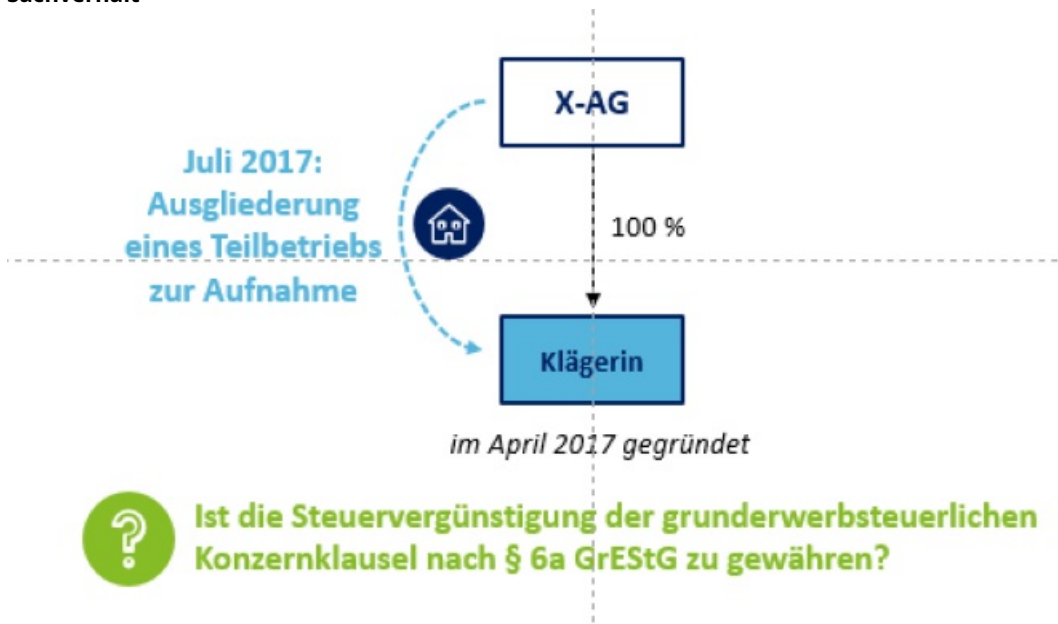 Sachverhalt
X-AG
Juli 2017:
Ausgliederung
eines Teilbetriebs
zur Aufnahme
100 %
Klägerin
im April 2017 gegründet
?
Ist die Steuervergünstigung der grunderwerbsteuerlichen
Konzernklausel nach § 6a GrEStG zu gewähren?